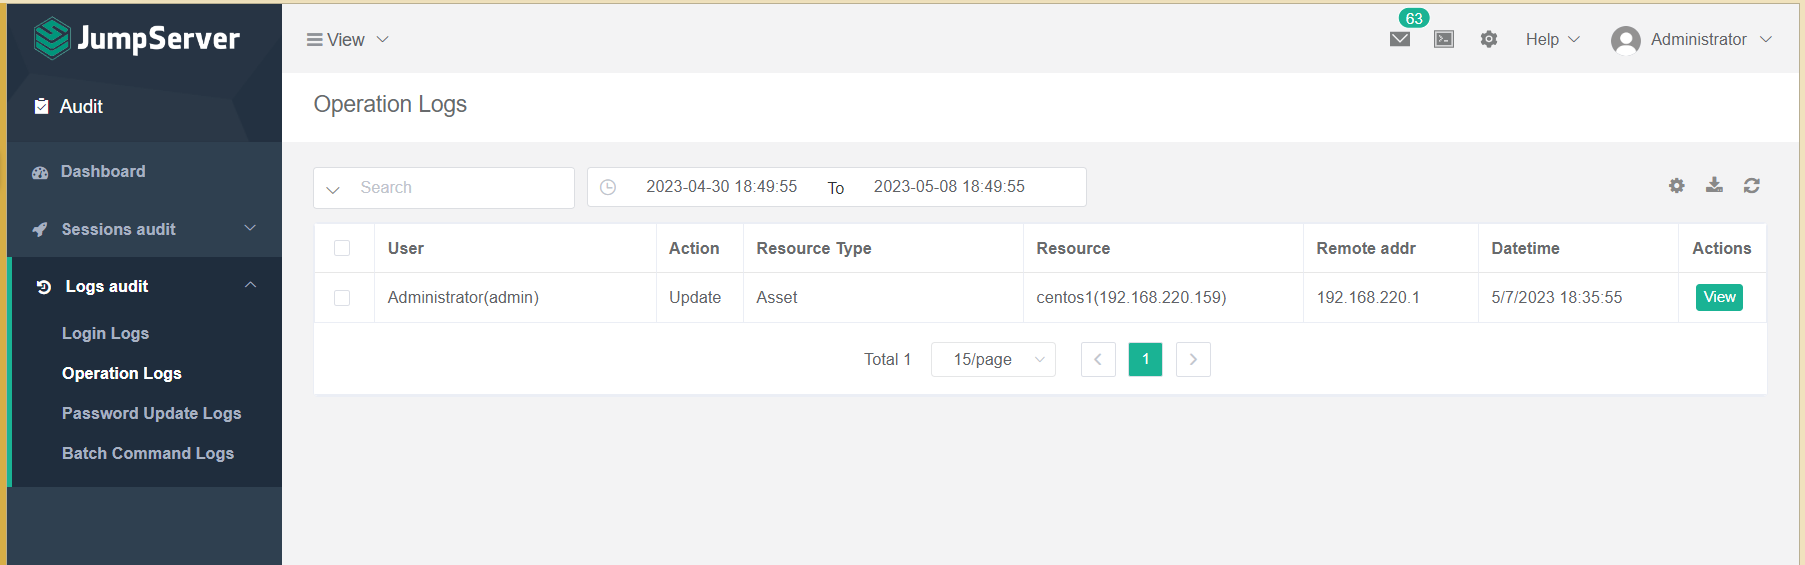 JumpServer
View
63
Help
Administrator
Audit
Operation Logs
Dashboard
Search
2023-04-30 18:49:55 To 2023-05-08 18:49:55
Sessions audit
User Action Resource Type Resource Remote addr Datetime Actions
Logs audit
Administrator(admin) Update Asset centos1(192.168.220.159) 192.168.220.1 5/7/2023 18:35:55 View
Login Logs
Total 1 15/page 1
Operation Logs
Password Update Logs
Batch Command Logs